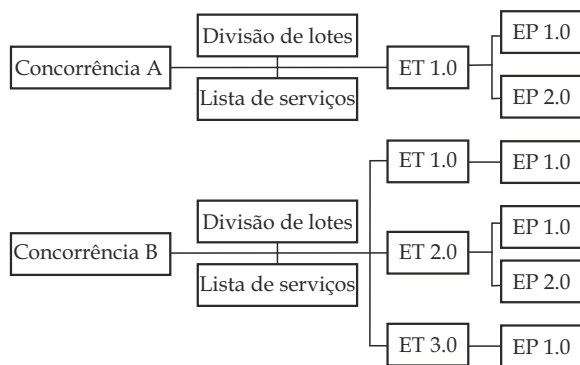 Divisão de lotes
Concorrência A
Lista de serviços
ET 1.0
EP 1.0
EP 2.0
Divisão de lotes
Concorrência B
Lista de serviços
ET 1.0
EP 1.0
ET 2.0
EP 1.0
EP 2.0
ET 3.0
EP 1.0